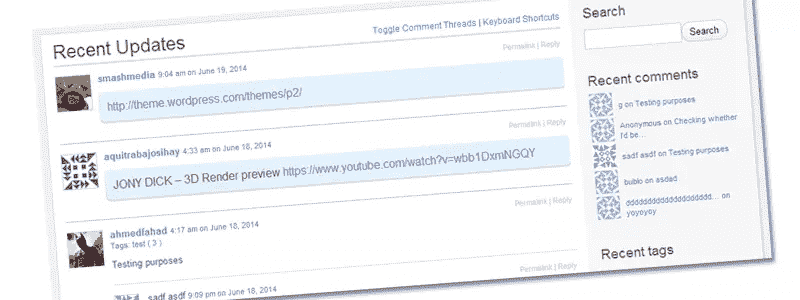 Recent Updates
Toggle Comment Threads | Keyboard Shortcuts
smashmedia 9:04 am on June 19, 2014
Permalink | Reply
http://theme.wordpress.com/themes/p2/
aquitrabajosihay 4:33 am on June 18, 2014
Permalink | Reply
JONY DICK – 3D Render preview https://www.youtube.com/watch?v=wbb1DxmNGQY
ahmedfahad 4:17 am on June 18, 2014
Permalink | Reply
Tags: test ( 3 )
Testing purposes
sadf asdf 9:09 pm on June 17, 2014
Permalink | Reply
Search
Search
Recent comments
g on Testing purposes
Anonymous on Checking whether
I'd be…
sadf asdf on Testing purposes
bublo on asdad
ddddddddddddddddddd… on
yoyoyoy
Recent tags